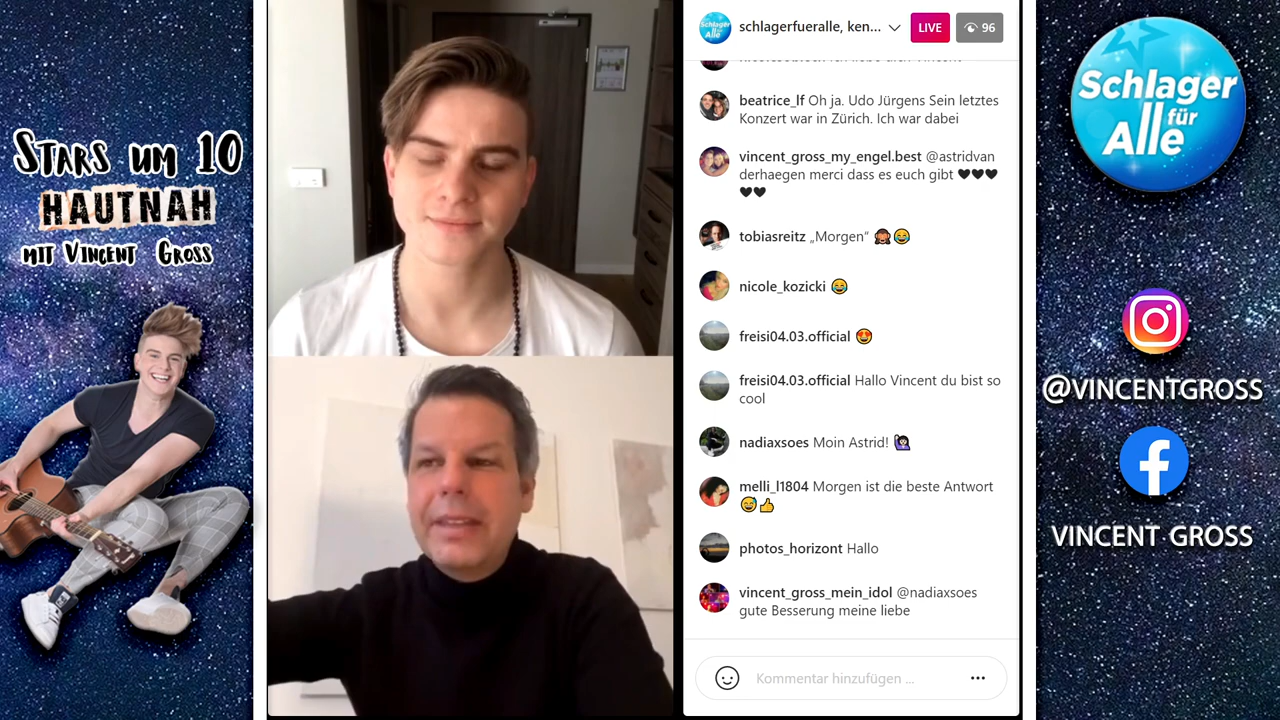 STARS UM 10
HAUTNAH
MIT VINCENT GROSS
schlagerfueralle, ken...
LIVE
96
beatrice_lf Oh ja. Udo Jürgens Sein letztes
Konzert war in Zürich. Ich war dabei
vincent_gross_my_engel.best @astridvan
derhaegen merci dass es euch gibt 🖤🖤🖤
🖤🖤
tobiasreitz „Morgen“ 🙊😂
nicole_kozicki 😂
freisi04.03.official 😍
freisi04.03.official Hallo Vincent du bist so
cool
nadiaxsoes Moin Astrid! 🙋🏻‍♀️
melli_l1804 Morgen ist die beste Antwort
😅👍
photos_horizont Hallo
vincent_gross_mein_idol @nadiaxsoes
gute Besserung meine liebe
Kommentar hinzufügen ...
Schlager
für
Alle
@VINCENTGROSS
VINCENT GROSS